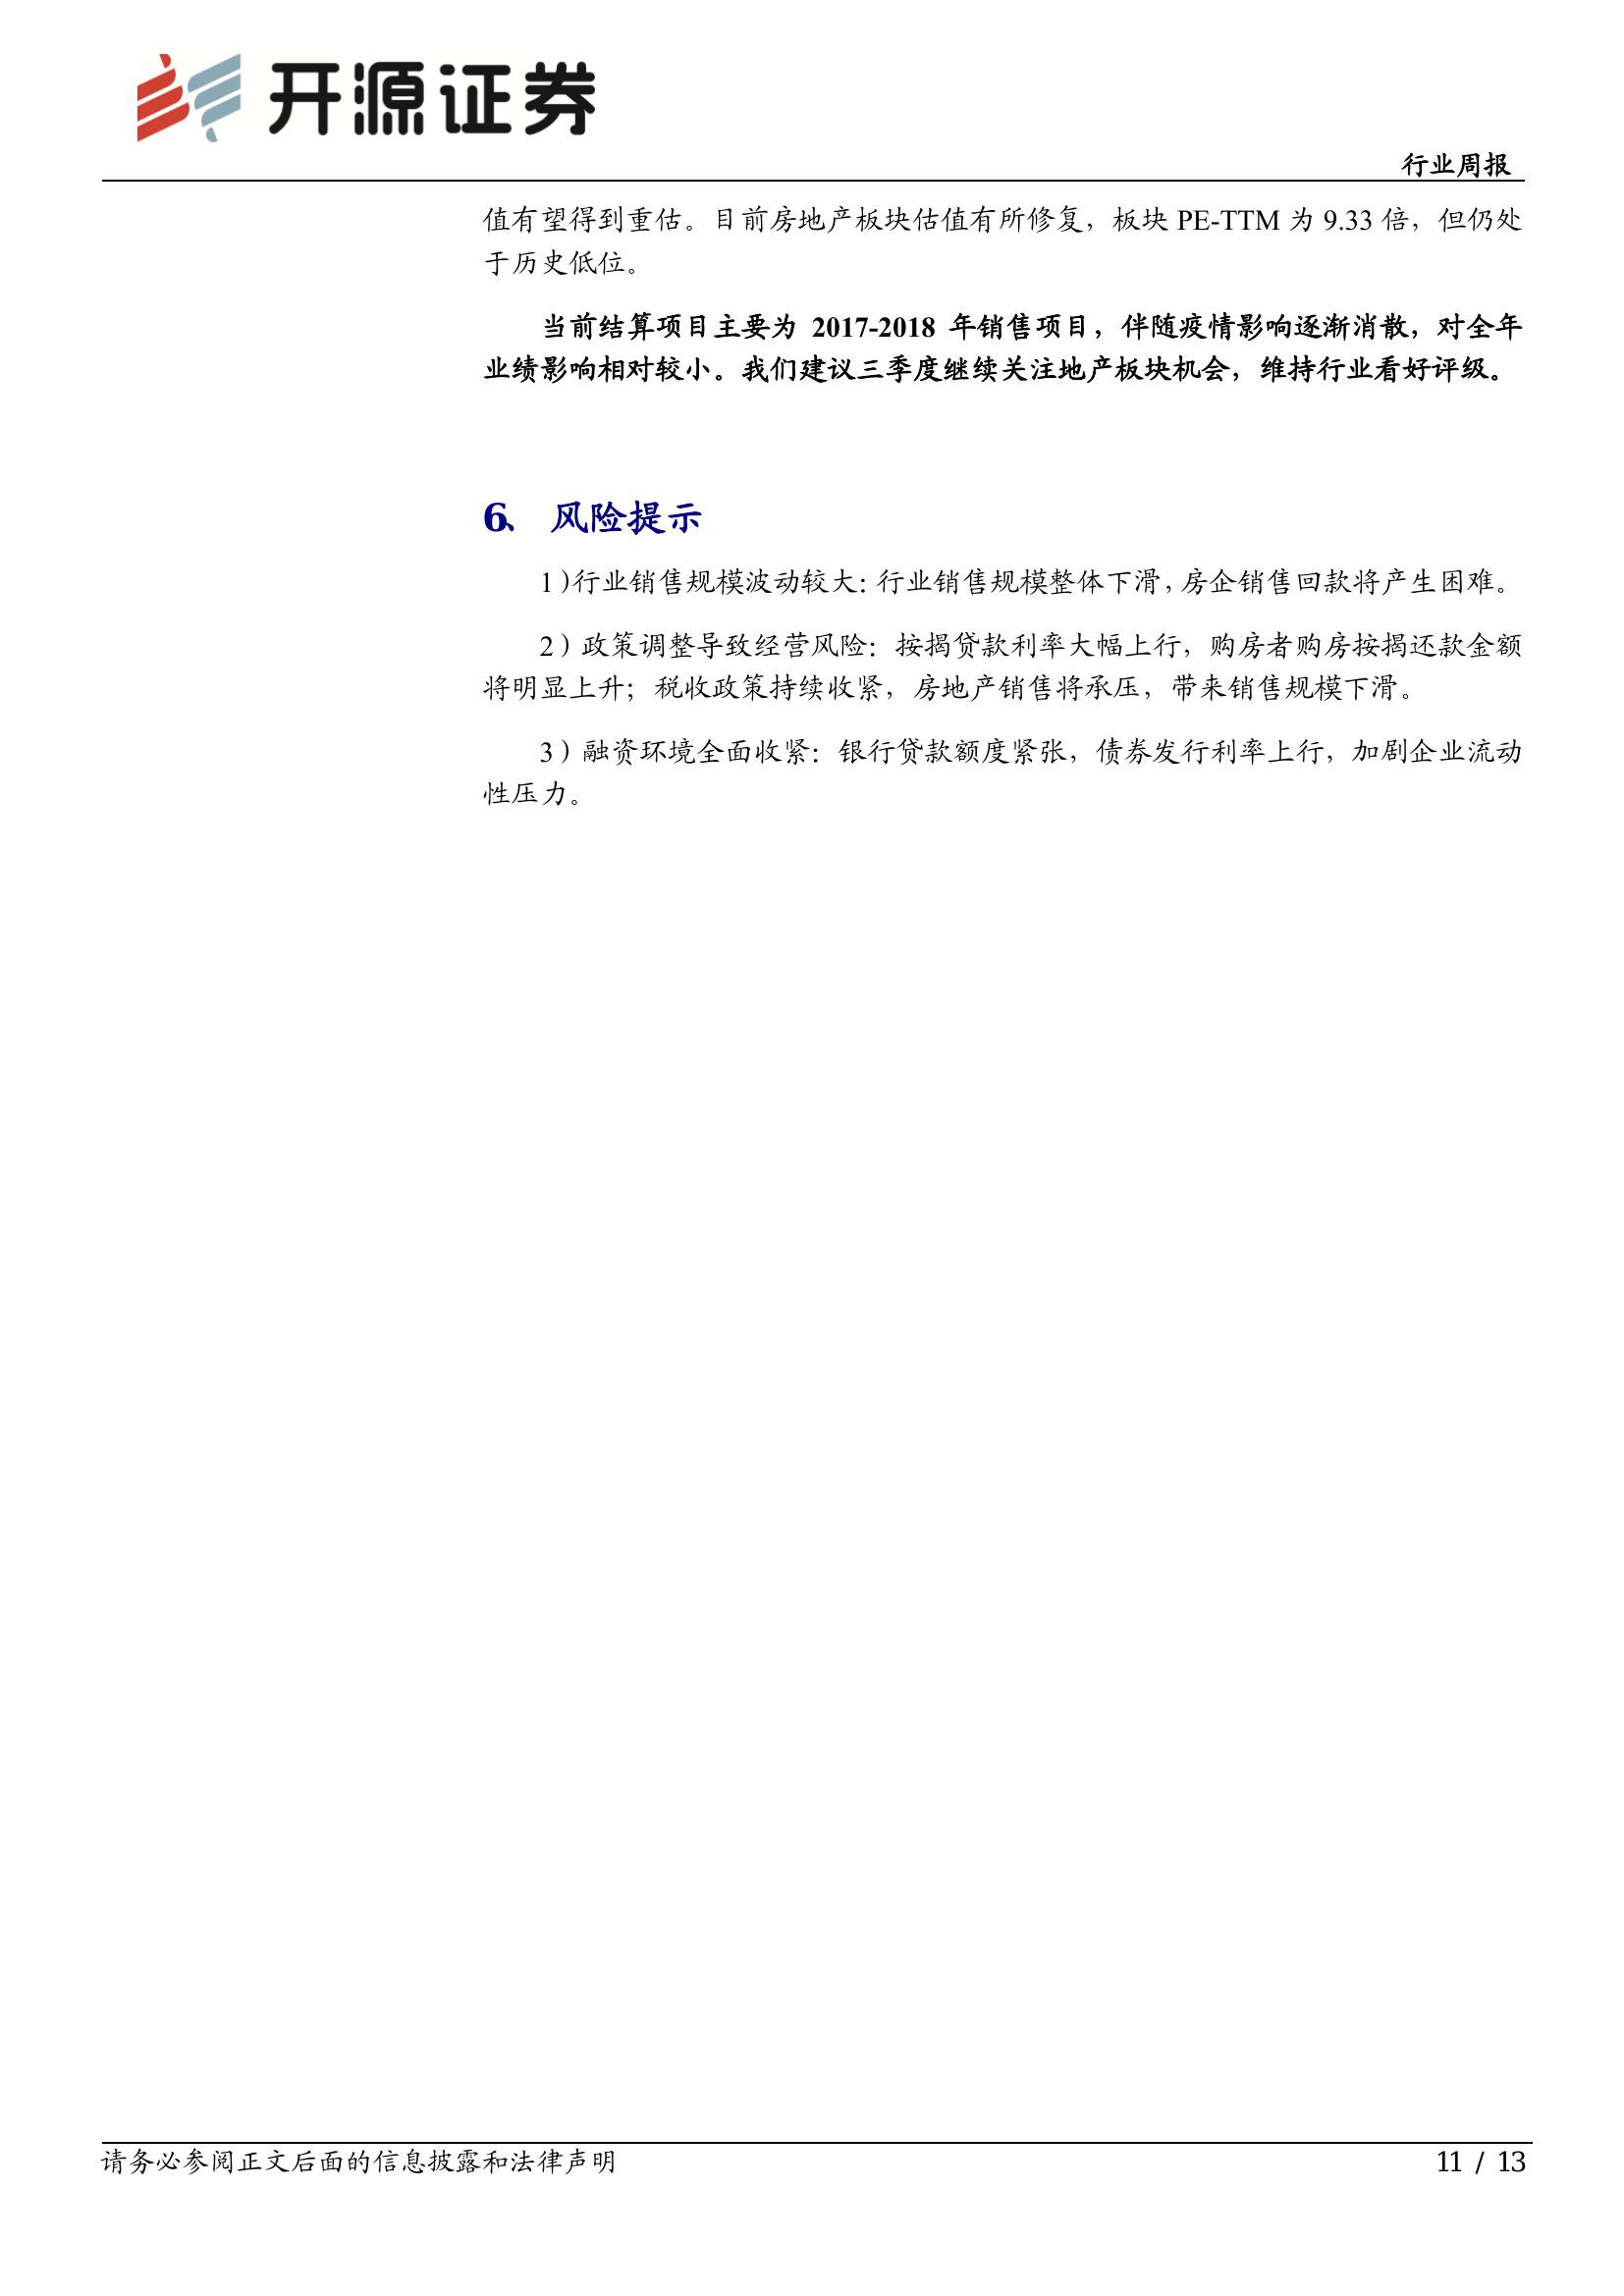 开源证券
行业周报
值有望得到重估。目前房地产板块估值有所修复，板块 PE-TTM 为 9.33 倍，但仍处
于历史低位。
当前结算项目主要为 2017-2018 年销售项目，伴随疫情影响逐渐消散，对全年
业绩影响相对较小。我们建议三季度继续关注地产板块机会，维持行业看好评级。
6、 风险提示
1）行业销售规模波动较大：行业销售规模整体下滑，房企销售回款将产生困难。
2）政策调整导致经营风险：按揭贷款利率大幅上行，购房者购房按揭还款金额
将明显上升；税收政策持续收紧，房地产销售将承压，带来销售规模下滑。
3）融资环境全面收紧：银行贷款额度紧张，债券发行利率上行，加剧企业流动
性压力。
请务必参阅正文后面的信息披露和法律声明
11 / 13